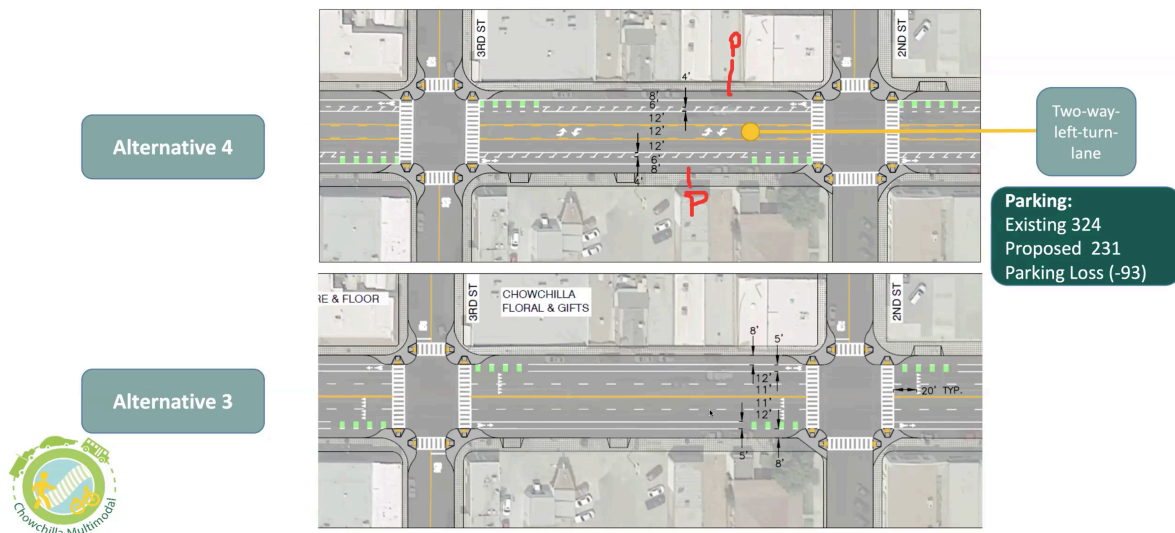 Alternative 4
3RD ST
2ND ST
P
4'
8'
6'
12'
12'
12'
6'
8'
4'
P
Two-way-
left-turn-
lane
Parking:
Existing 324
Proposed 231
Parking Loss (-93)
Alternative 3
RE & FLOOR
3RD ST
CHOWCHILLA
FLORAL & GIFTS
2ND ST
8'
5'
12'
11'
11'
12'
5'
8'
20' TYP.
Chowchilla Multimodal